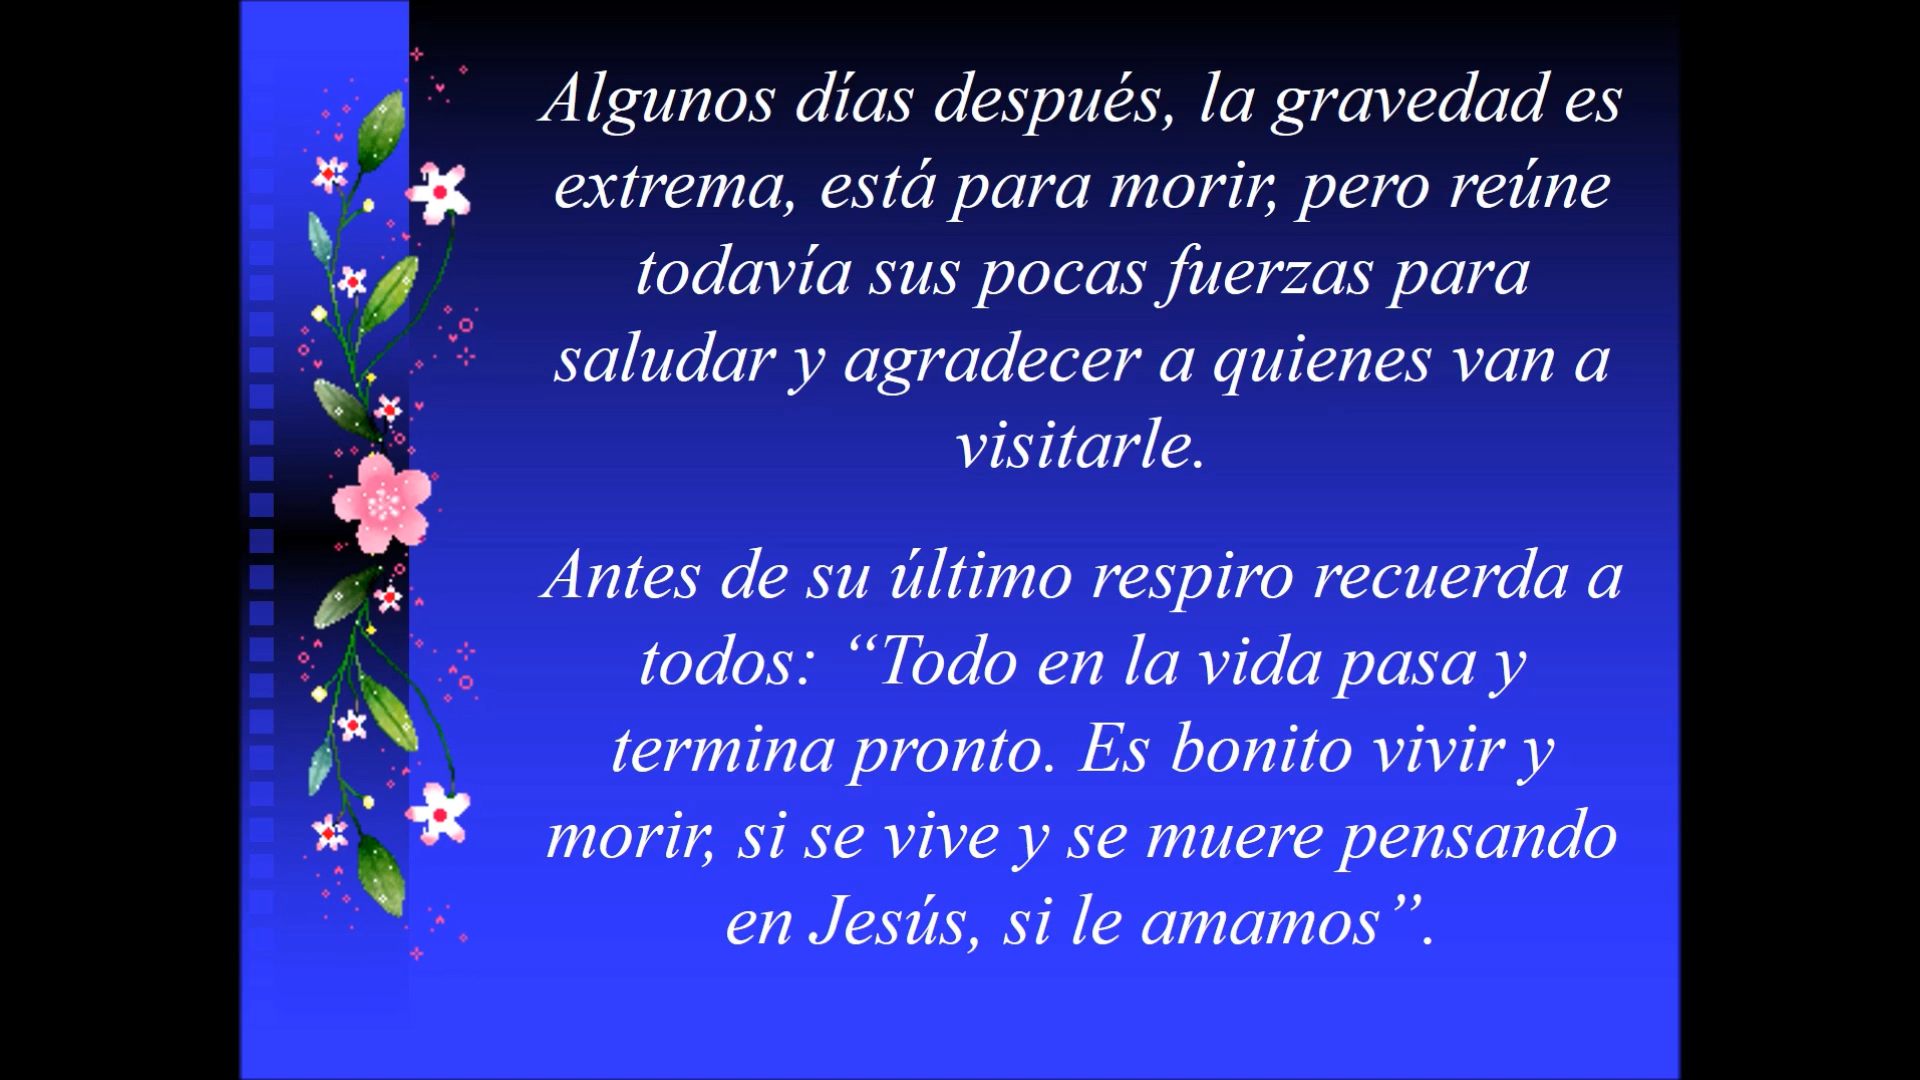 Algunos días después, la gravedad es
extrema, está para morir, pero reúne
todavía sus pocas fuerzas para
saludar y agradecer a quienes van a
visitarle.
Antes de su último respiro recuerda a
todos: “Todo en la vida pasa y
termina pronto. Es bonito vivir y
morir, si se vive y se muere pensando
en Jesús, si le amamos”.